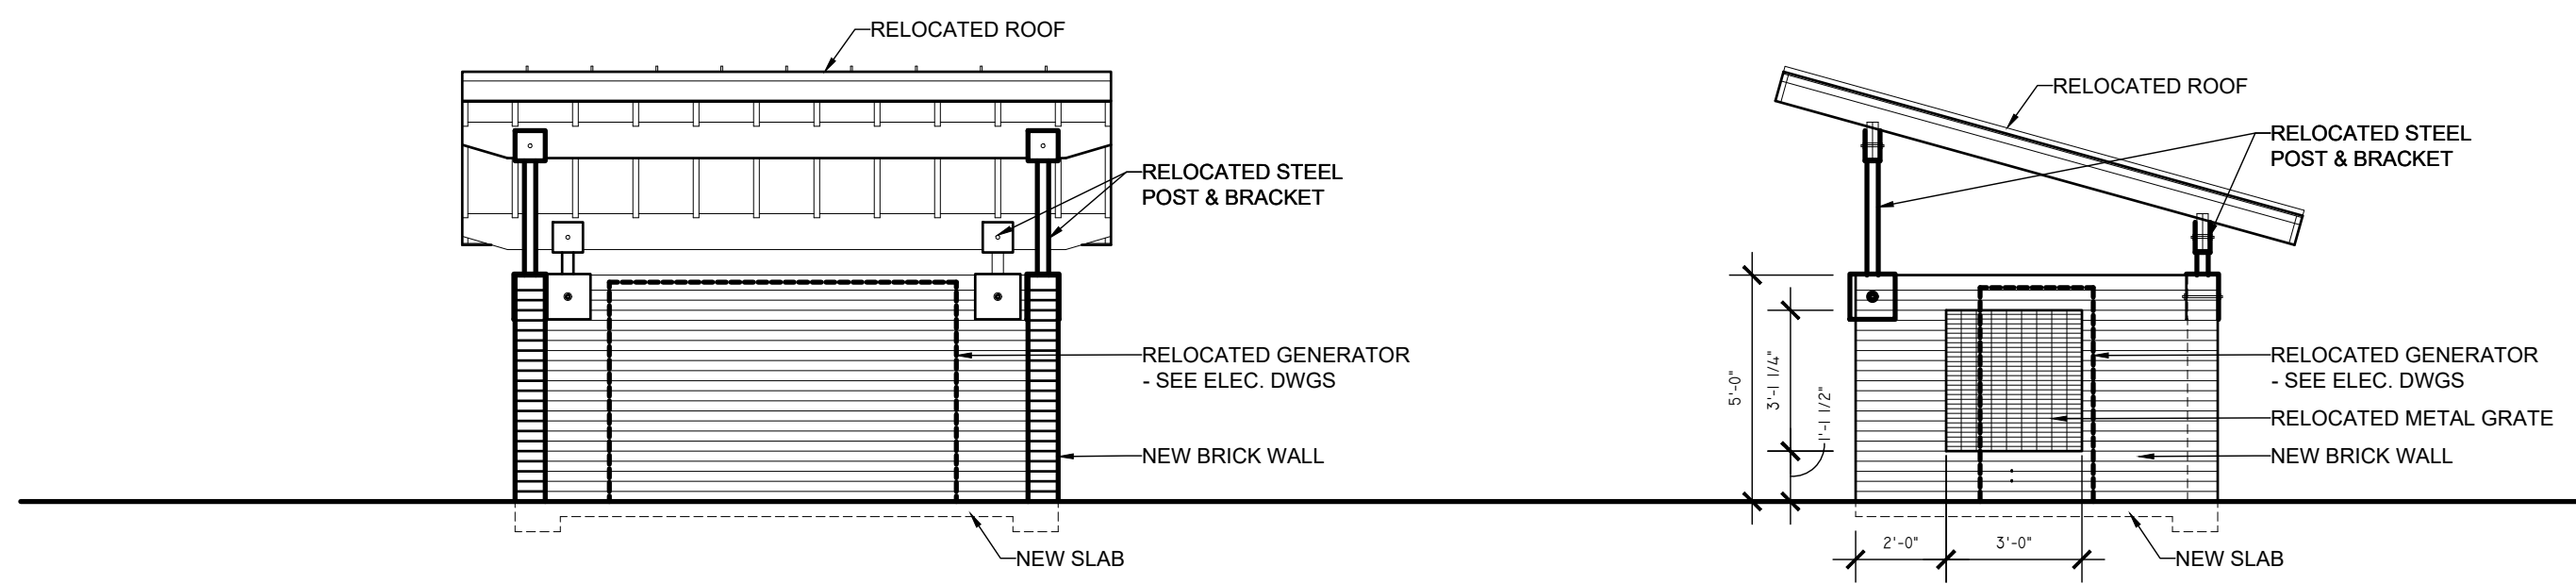 RELOCATED ROOF
RELOCATED STEEL
POST & BRACKET
RELOCATED GENERATOR
- SEE ELEC. DWGS
NEW BRICK WALL
NEW SLAB
RELOCATED ROOF
RELOCATED STEEL
POST & BRACKET
5'-0"
3'-1 1/4"
1'-1 1/2"
RELOCATED GENERATOR
- SEE ELEC. DWGS
RELOCATED METAL GRATE
NEW BRICK WALL
2'-0"
3'-0"
NEW SLAB